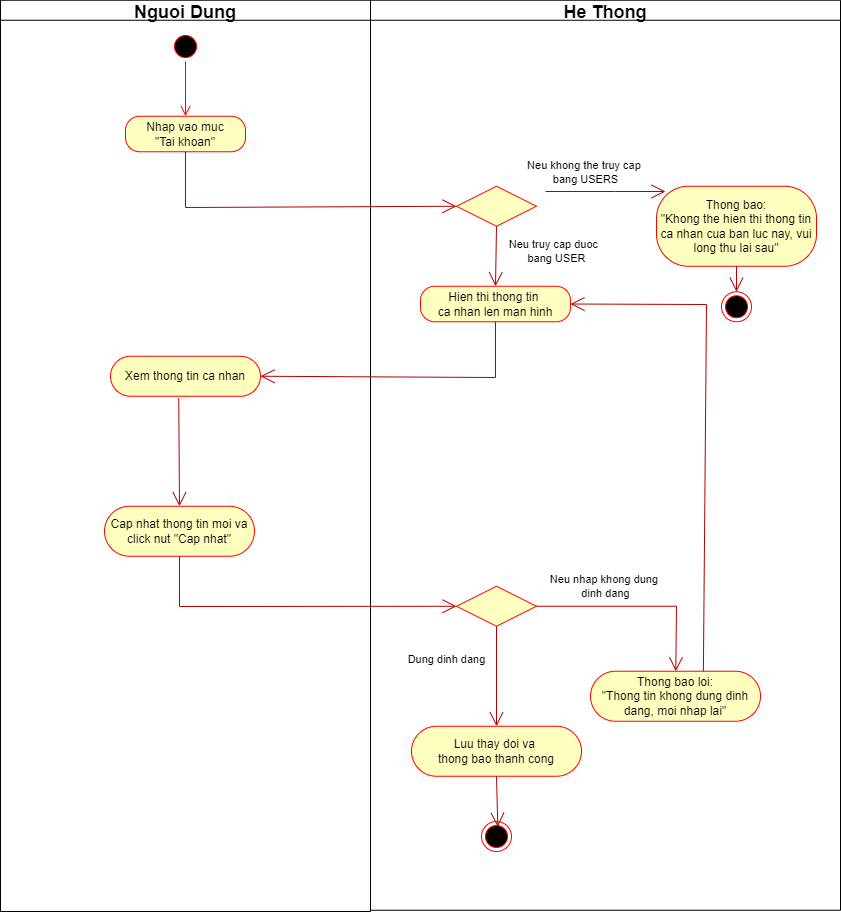 Nguoi Dung
He Thong
Nhap vao muc
"Tai khoan"
Neu khong the truy cap
bang USERS
Thong bao:
"Khong the hien thi thong tin
ca nhan cua ban luc nay, vui
long thu lai sau"
Neu truy cap duoc
bang USER
Hien thi thong tin
ca nhan len man hinh
Xem thong tin ca nhan
Cap nhat thong tin moi va
click nut "Cap nhat"
Neu nhap khong dung
dinh dang
Dung dinh dang
Thong bao loi:
"Thong tin khong dung dinh
dang, moi nhap lai"
Luu thay doi va
thong bao thanh cong